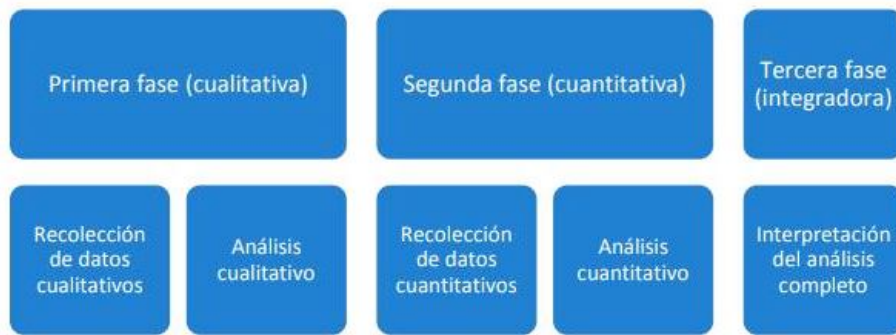 Primera fase (cualitativa)
Segunda fase (cuantitativa)
Tercera fase
(integradora)
Recolección
de datos
cualitativos
Análisis
cualitativo
Recolección
de datos
cuantitativos
Análisis
cuantitativo
Interpretación
del análisis
completo